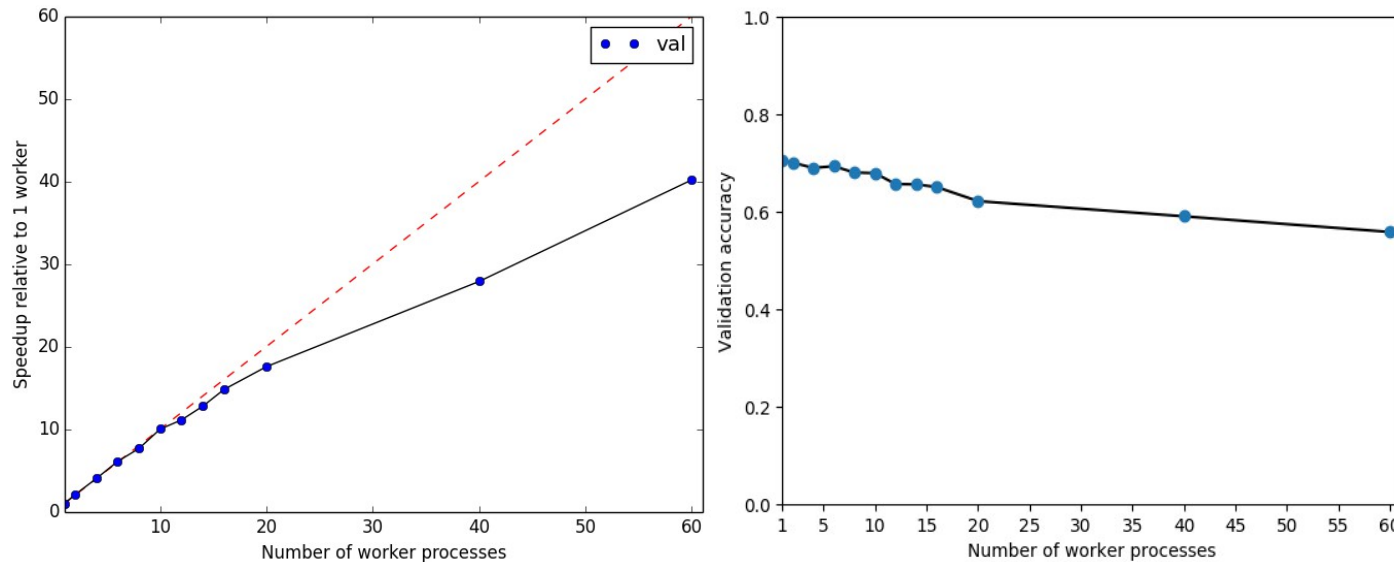 60
50
40
30
20
10
0
Speedup relative to 1 worker
val
10 20 30 40 50 60
Number of worker processes
1.0
0.8
0.6
0.4
0.2
0.0
Validation accuracy
1 5 10 15 20 25 30 35 40 45 50 55 60
Number of worker processes